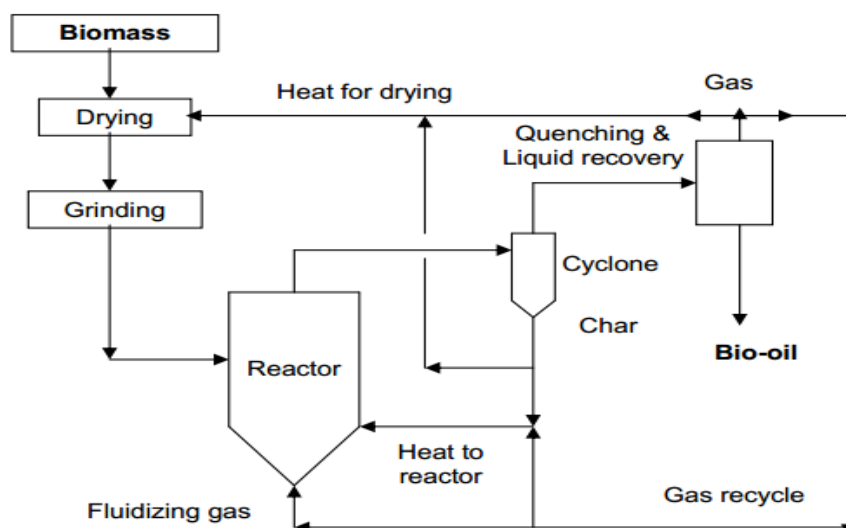 Biomass
Heat for drying
Gas
Drying
Quenching &
Liquid recovery
Grinding
Cyclone
Char
Reactor
Bio-oil
Heat to
reactor
Fluidizing gas
Gas recycle